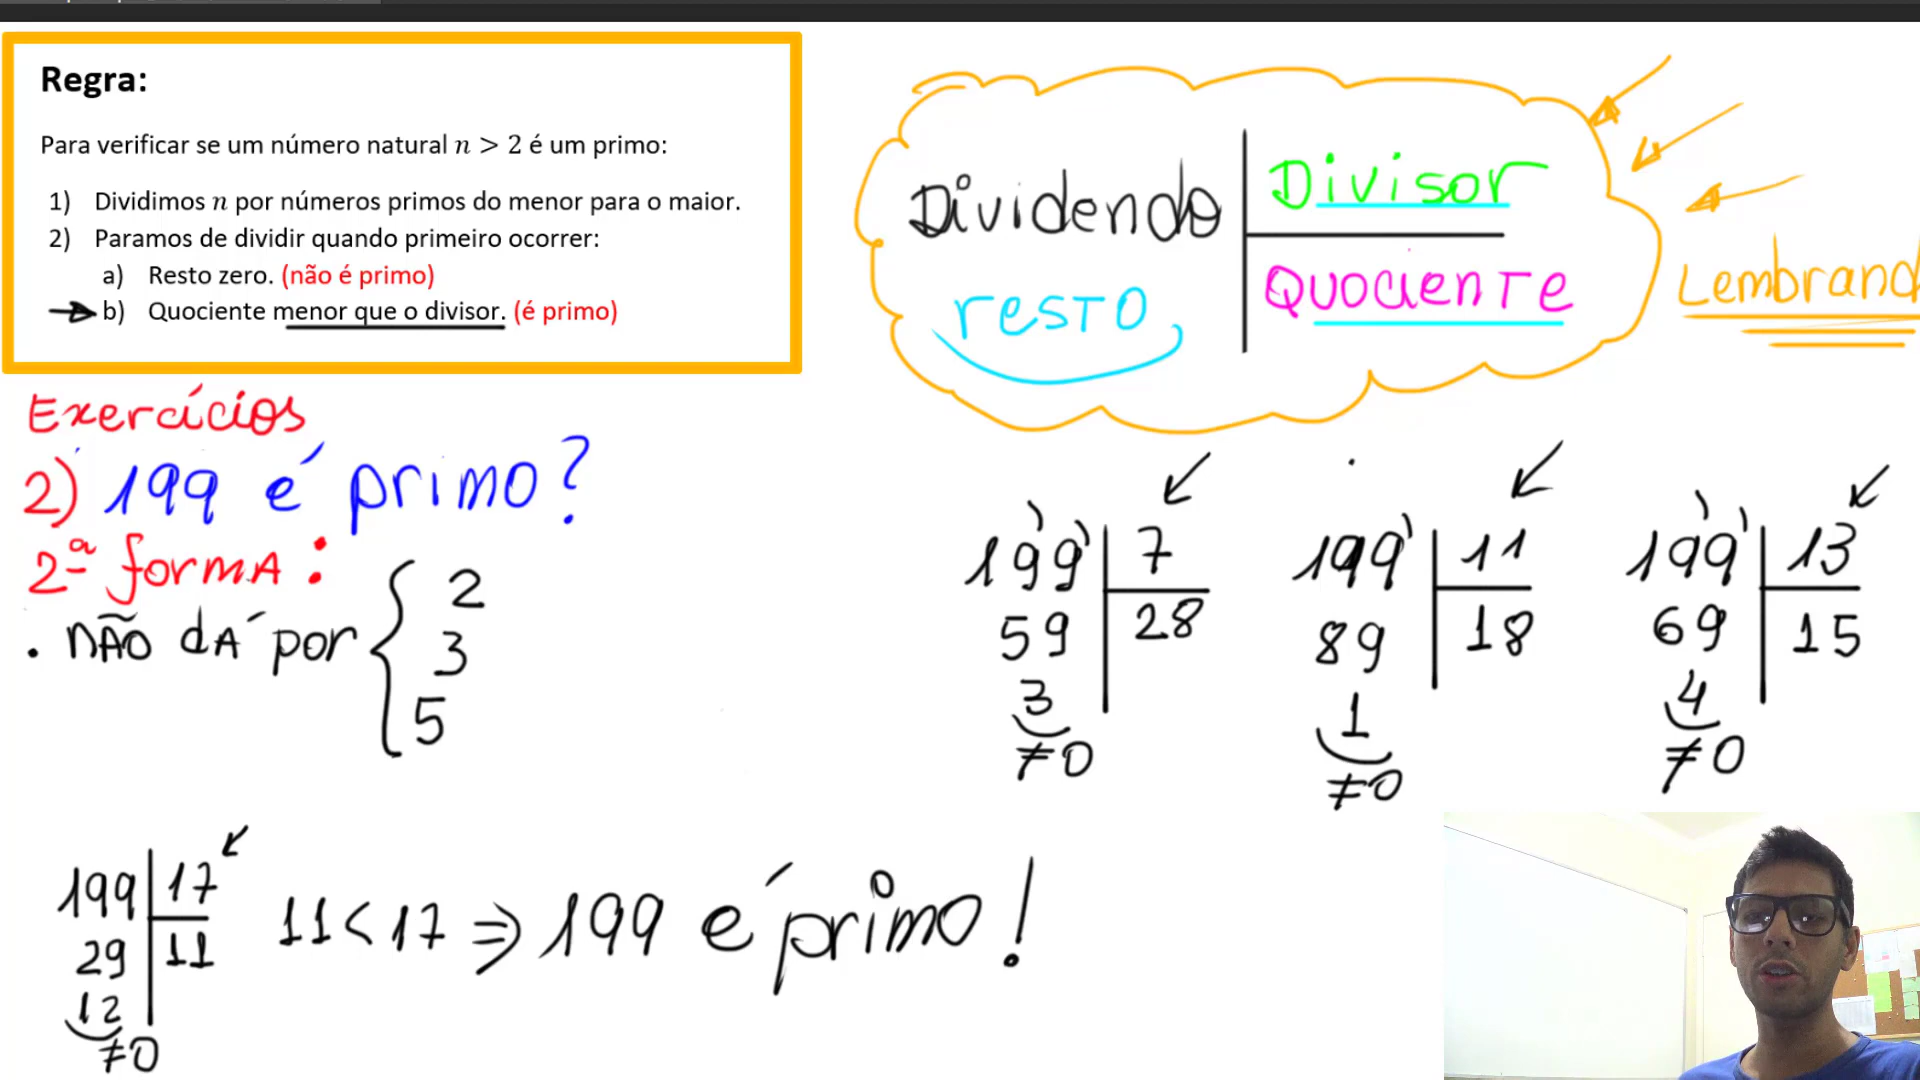 Regra:
Para verificar se um número natural n > 2 é um primo:
1) Dividimos n por números primos do menor para o maior.
2) Paramos de dividir quando primeiro ocorrer:
a) Resto zero. (não é primo)
b) Quociente menor que o divisor. (é primo)
Dividendo Divisor
resto Quociente
Lembrand
Exercícios
2) 199 é primo?
2ª forma:
. não dá por { 2
3
5
199 7
59 28
3
≠0
199 11
89 18
1
≠0
199 13
69 15
4
≠0
199 17
29 11
12
≠0
11 < 17 ⇒ 199 é primo!